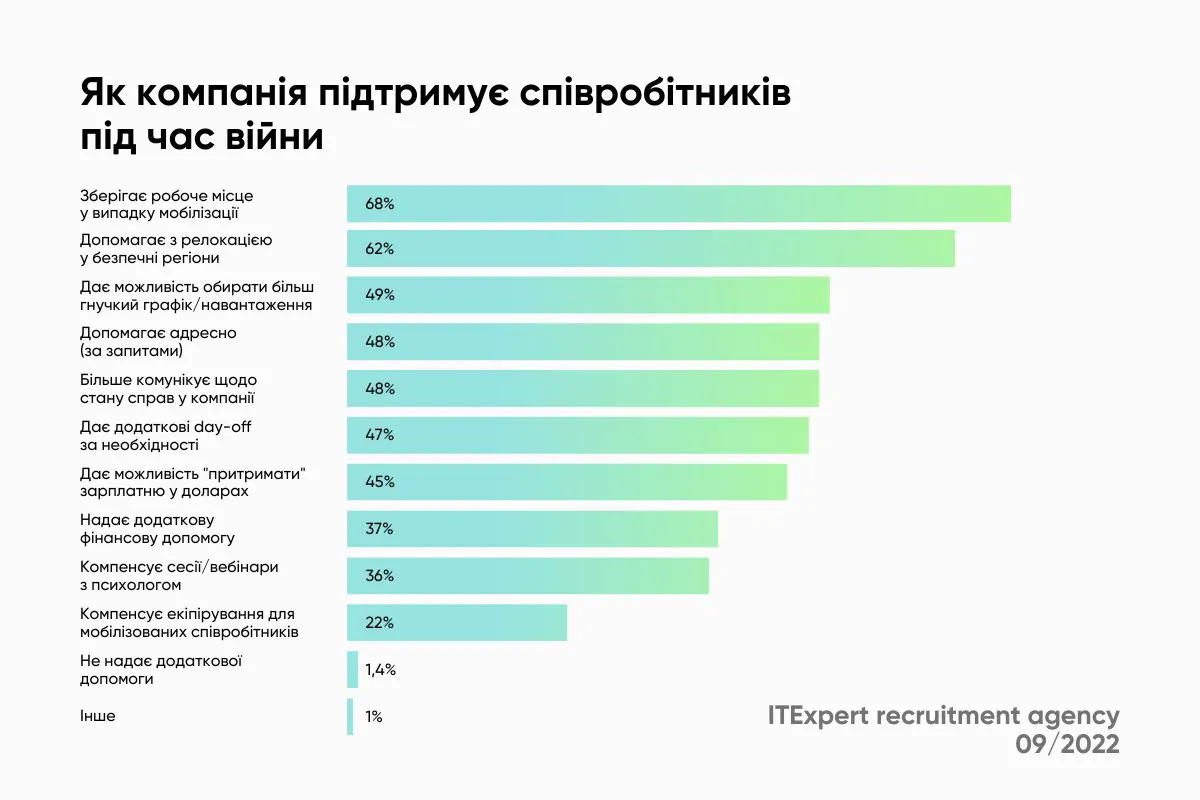 Як компанія підтримує співробітників
під час війни
Зберігає робоче місце
у випадку мобілізації
68%
Допомагає з релокацією
у безпечні регіони
62%
Дає можливість обирати більш
гнучкий графік/навантаження
49%
Допомагає адресно
(за запитами)
48%
Більше комунікує щодо
стану справ у компанії
48%
Дає додаткові day-off
за необхідності
47%
Дає можливість "притримати"
зарплатню у доларах
45%
Надає додаткову
фінансову допомогу
37%
Компенсує сесії/вебінари
з психологом
36%
Компенсує екіпірування для
мобілізованих співробітників
22%
Не надає додаткової
допомоги
1,4%
Інше
1%
ITExpert recruitment agency
09/2022